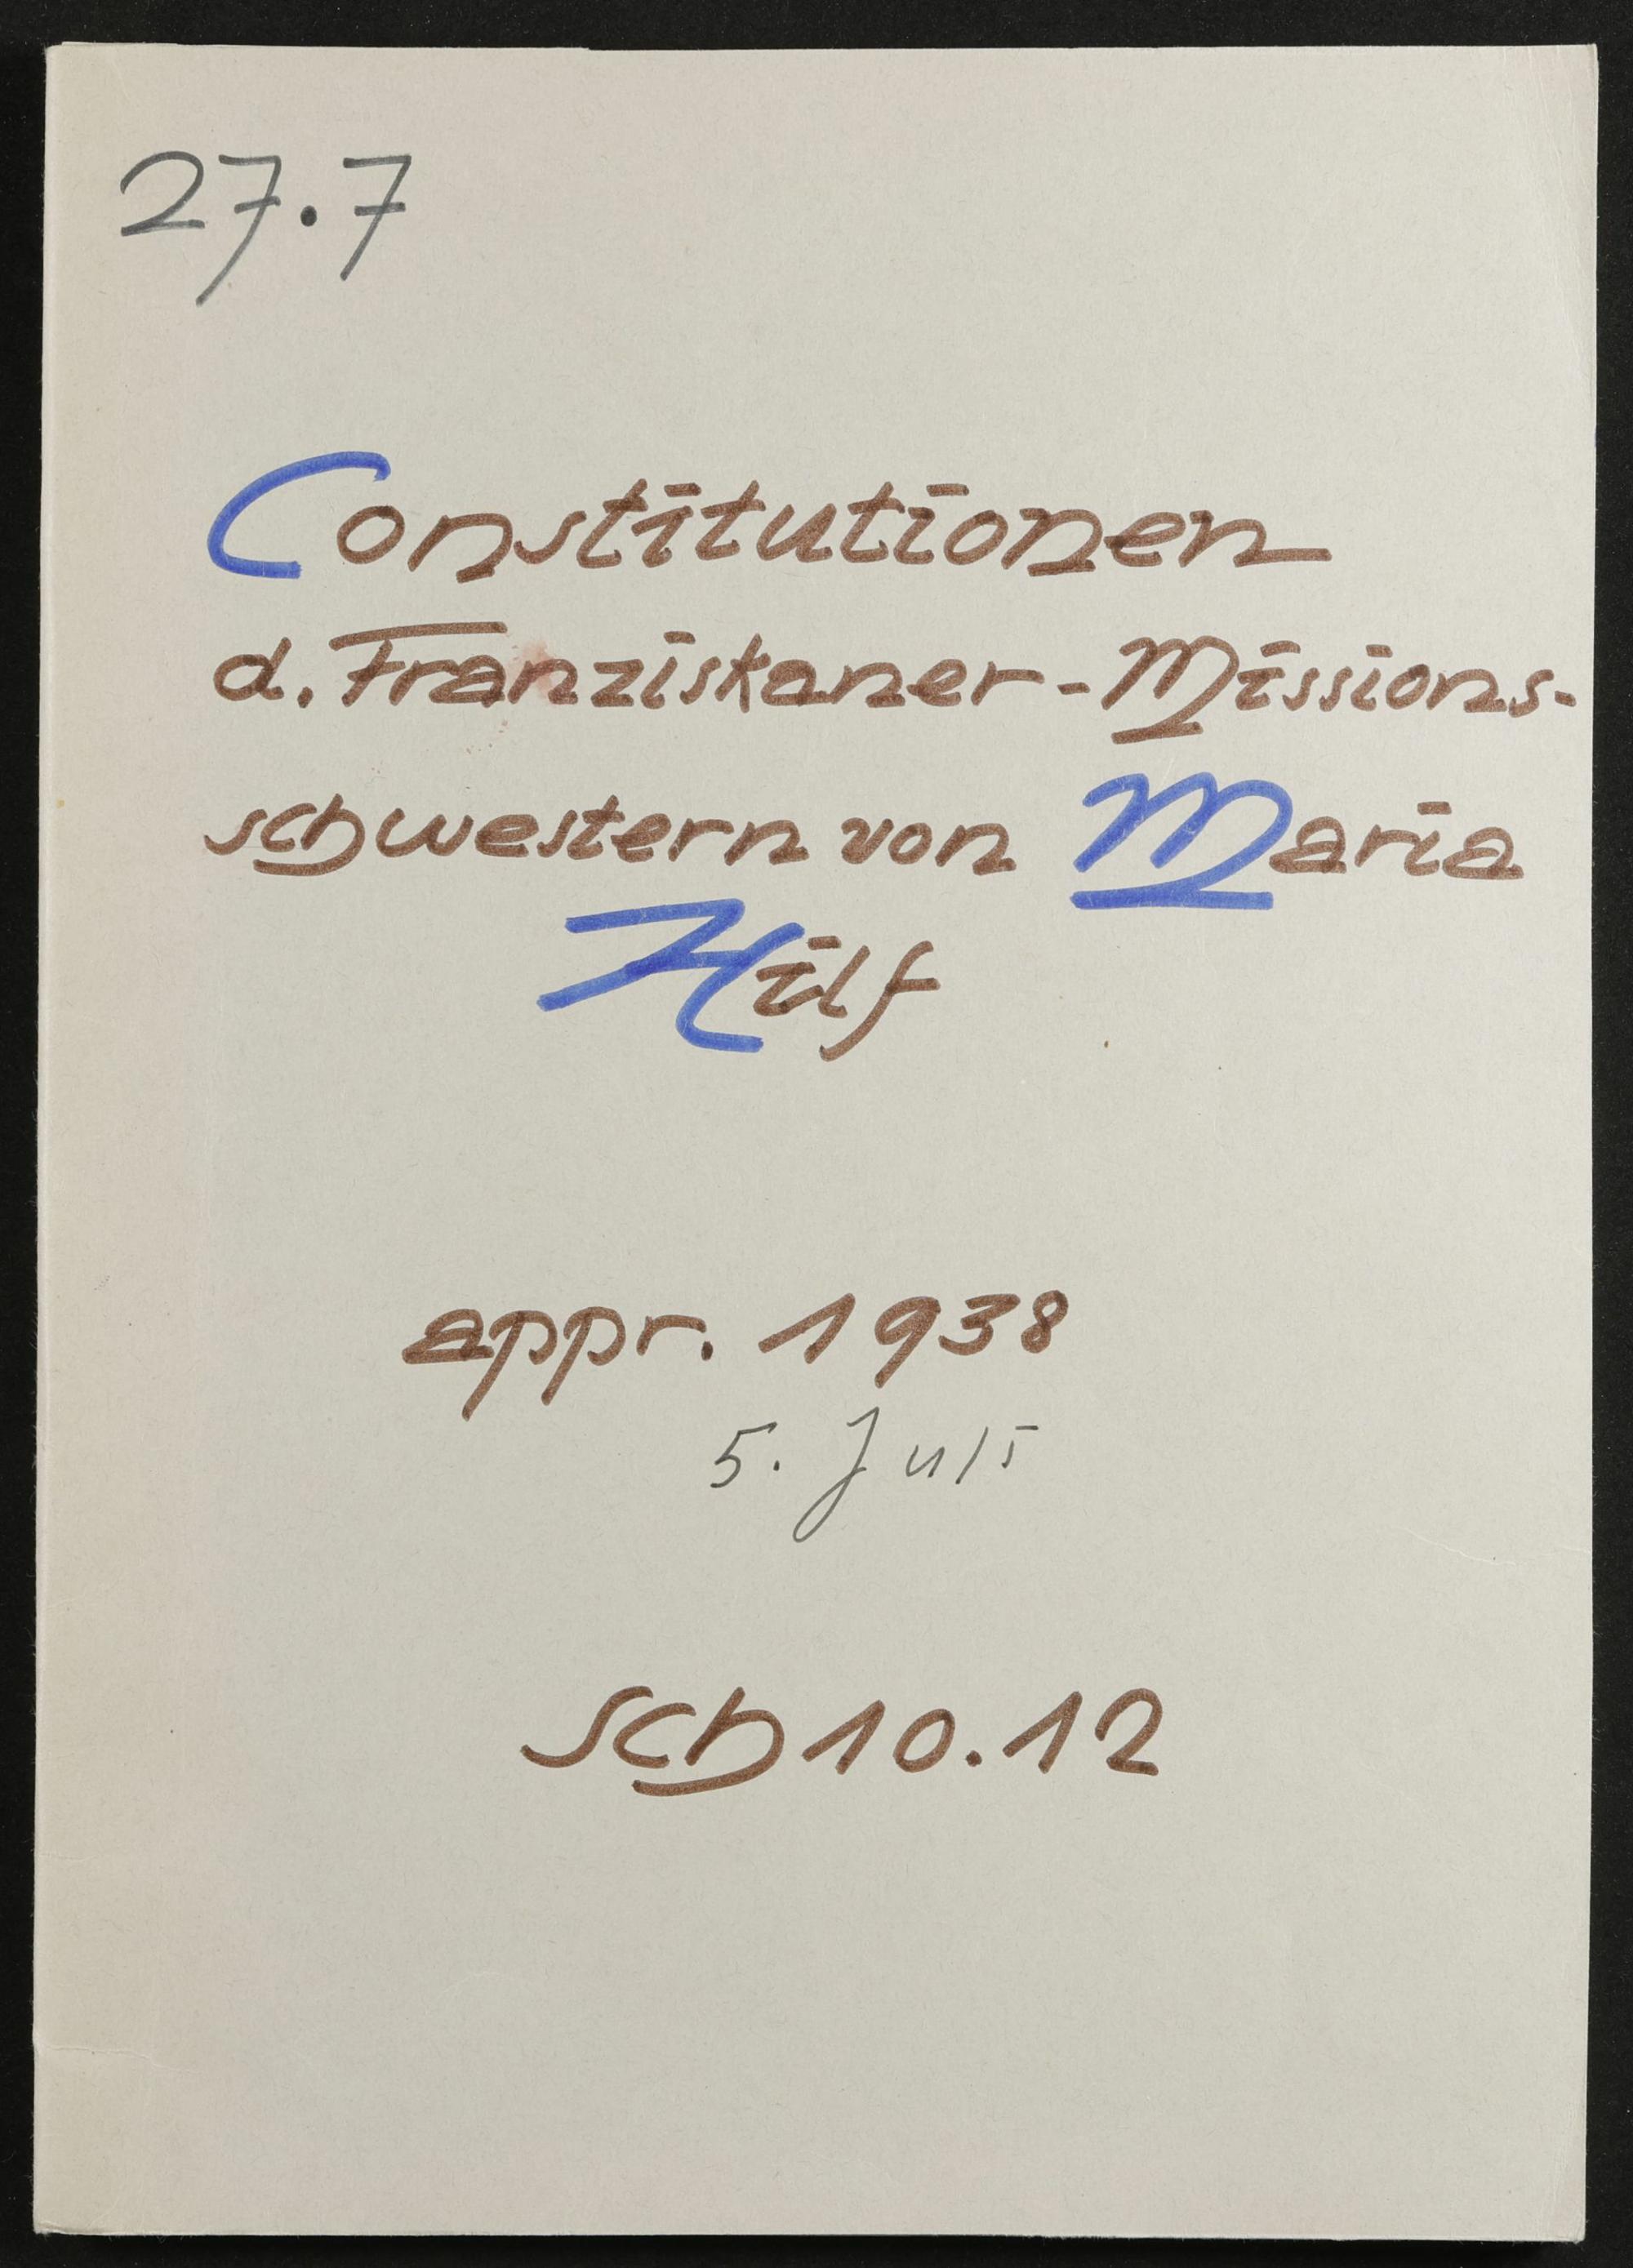 27.7
Constitutionen
d. Franziskaner-Missions-
schwestern von Maria
Hilf
appr. 1938
5. Juli
Sch 10.12